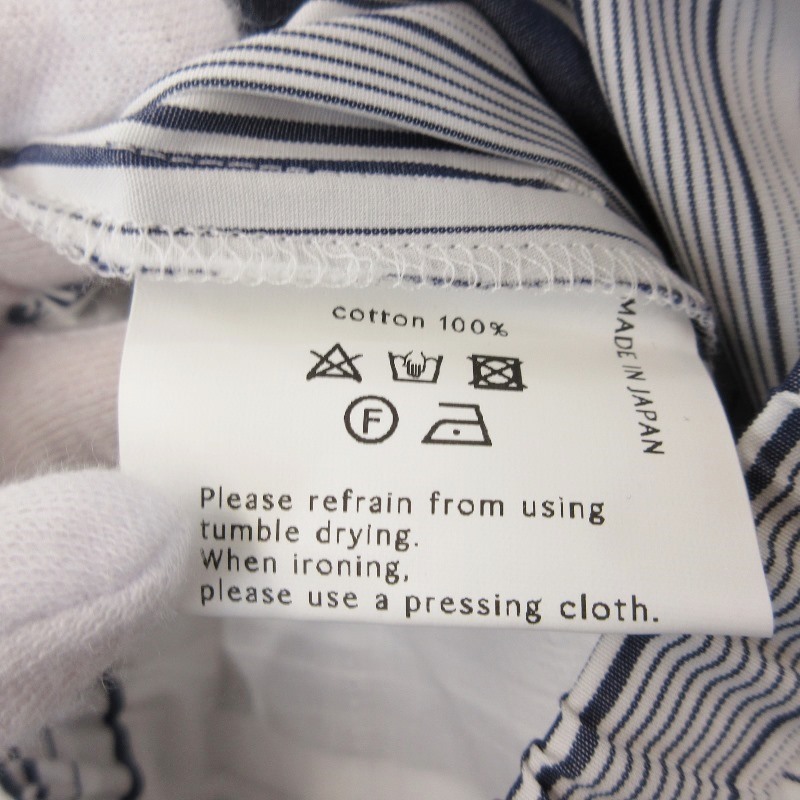 cotton 100%
MADE IN JAPAN
F
Please refrain from using
tumble drying.
When ironing,
please use a pressing cloth.